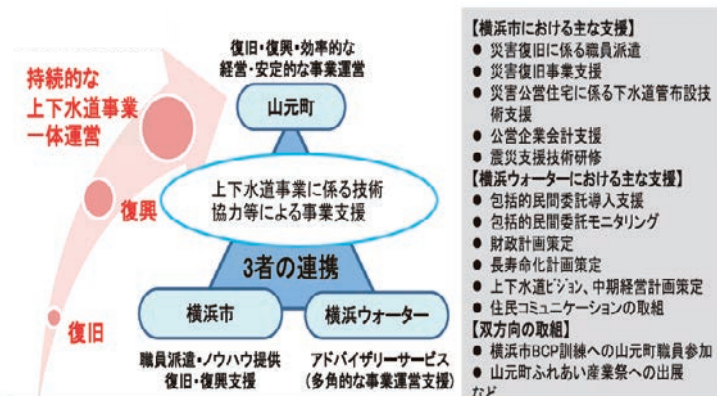 持続的な
上下水道事業
一体運営
復興
復旧
復旧・復興・効率的な
経営・安定的な事業運営
山元町
上下水道事業に係る技術
協力等による事業支援
3者の連携
横浜市
横浜ウォーター
職員派遣・ノウハウ提供
復旧・復興支援
アドバイザリーサービス
(多角的な事業運営支援)
【横浜市における主な支援】
● 災害復旧に係る職員派遣
● 災害復旧事業支援
● 災害公営住宅に係る下水道管布設技
術支援
● 公営企業会計支援
● 震災支援技術研修
【横浜ウォーターにおける主な支援】
● 包括的民間委託導入支援
● 包括的民間委託モニタリング
● 財政計画策定
● 長寿命化計画策定
● 上下水道ビジョン、中期経営計画策定
● 住民コミュニケーションの取組
【双方向の取組】
● 横浜市BCP訓練への山元町職員参加
● 山元町ふれあい産業祭への出展
など